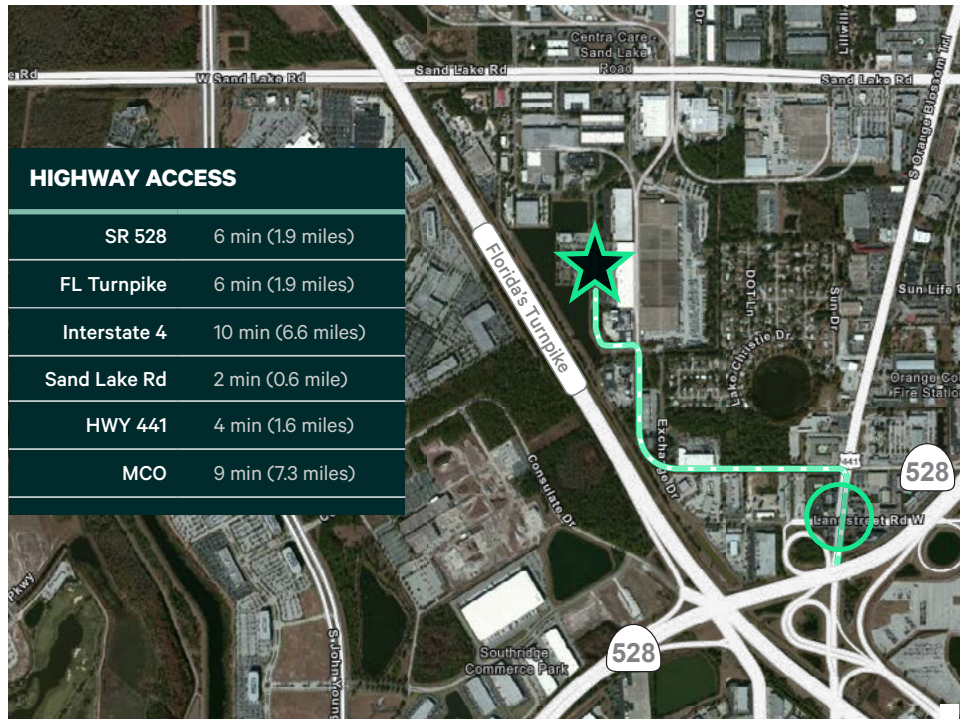 Centra Care -
Sand Lake
Road
e Rd
W Sand Lake Rd
Sand Lake Rd
Sand Lake Rd
S Orange Blossom Trl
HIGHWAY ACCESS
SR 528 6 min (1.9 miles)
FL Turnpike 6 min (1.9 miles)
Interstate 4 10 min (6.6 miles)
Sand Lake Rd 2 min (0.6 mile)
HWY 441 4 min (1.6 miles)
MCO 9 min (7.3 miles)
Florida's Turnpike
DOT Ln
Sun Dr
Sun Life
Lake Christie Dr
Orange Co
Fire Station
Exchange Dr
441
528
Consulate Dr
Landstreet Rd W
Pkwy
S John Young
Southridge
Commerce Park
528